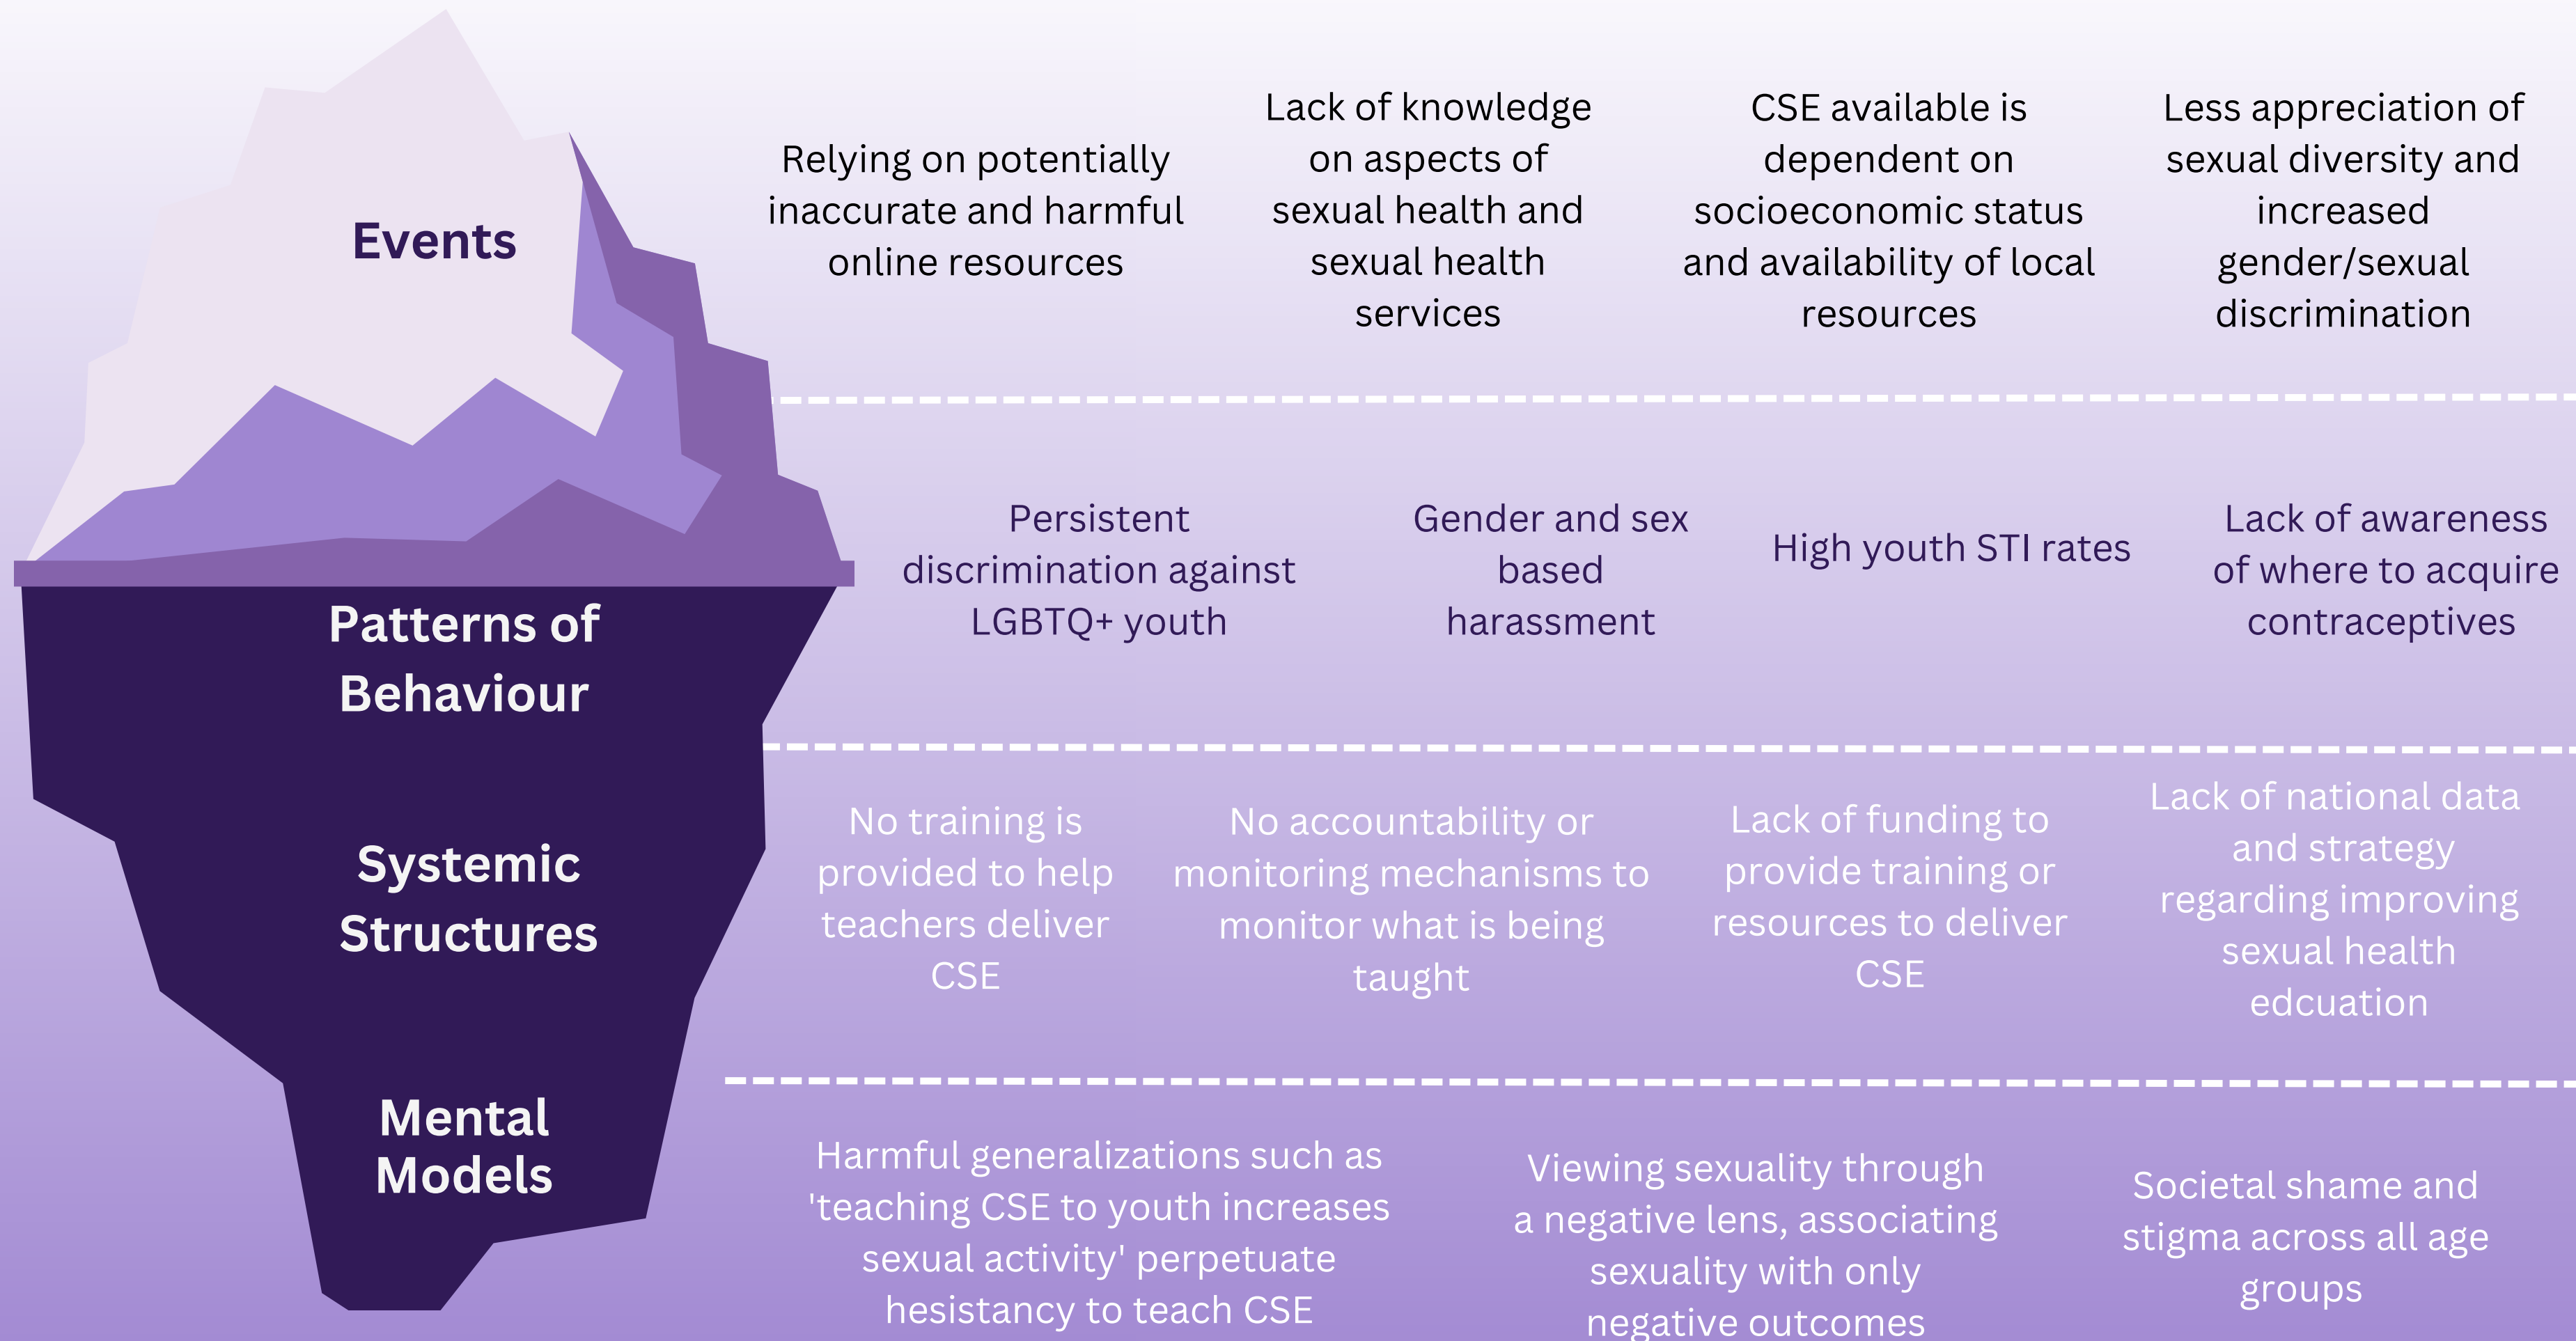 Events
Relying on potentially
inaccurate and harmful
online resources
Lack of knowledge
on aspects of
sexual health and
sexual health
services
CSE available is
dependent on
socioeconomic status
and availability of local
resources
Less appreciation of
sexual diversity and
increased
gender/sexual
discrimination
Patterns of
Behaviour
Persistent
discrimination against
LGBTQ+ youth
Gender and sex
based
harassment
High youth STI rates
Lack of awareness
of where to acquire
contraceptives
Systemic
Structures
No training is
provided to help
teachers deliver
CSE
No accountability or
monitoring mechanisms to
monitor what is being
taught
Lack of funding to
provide training or
resources to deliver
CSE
Lack of national data
and strategy
regarding improving
sexual health
edcuation
Mental
Models
Harmful generalizations such as
'teaching CSE to youth increases
sexual activity' perpetuate
hesistancy to teach CSE
Viewing sexuality through
a negative lens, associating
sexuality with only
negative outcomes
Societal shame and
stigma across all age
groups